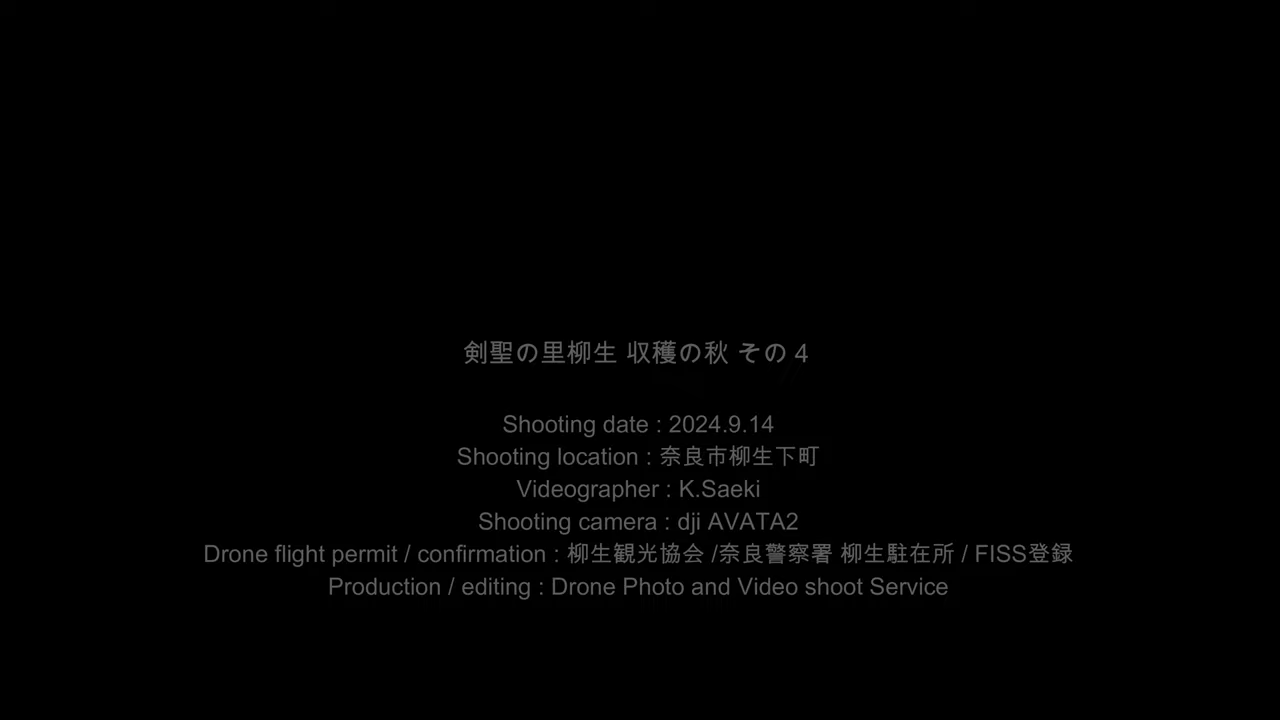 剣聖の里柳生 収穫の秋 その４
Shooting date : 2024.9.14
Shooting location : 奈良市柳生下町
Videographer : K.Saeki
Shooting camera : dji AVATA2
Drone flight permit / confirmation : 柳生観光協会 /奈良警察署 柳生駐在所 / FISS登録
Production / editing : Drone Photo and Video shoot Service